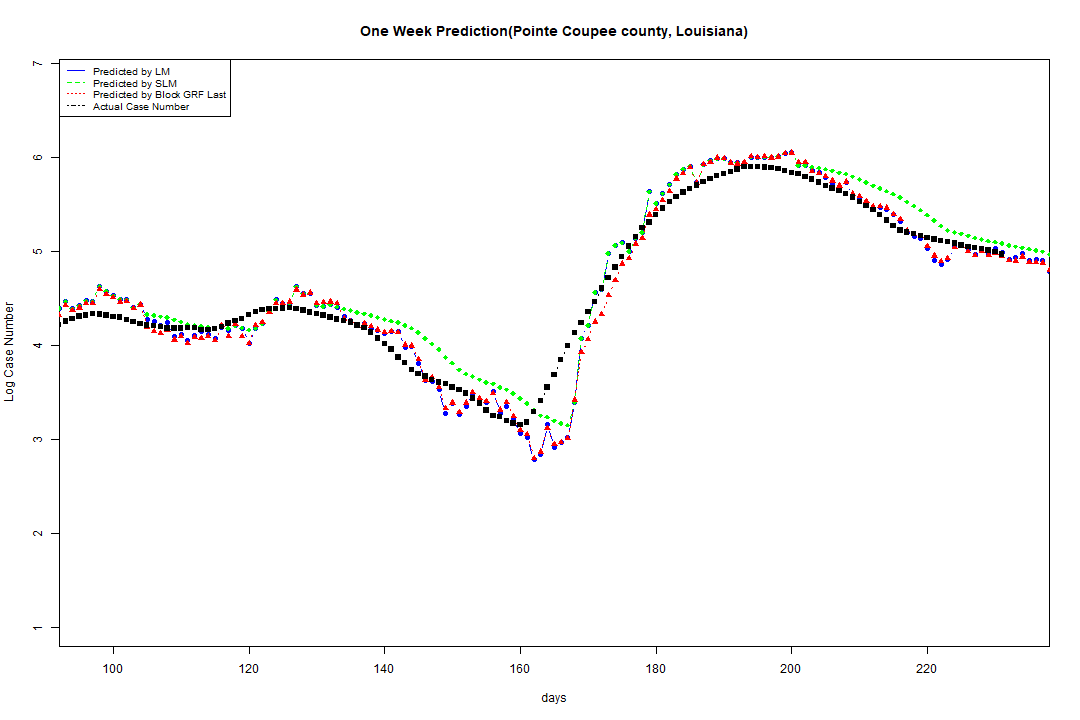 One Week Prediction(Pointe Coupee county, Louisiana)
7
Predicted by LM
Predicted by SLM
Predicted by Block GRF Last
Actual Case Number
6
5
4
3
2
1
Log Case Number
100 120 140 160 180 200 220
days